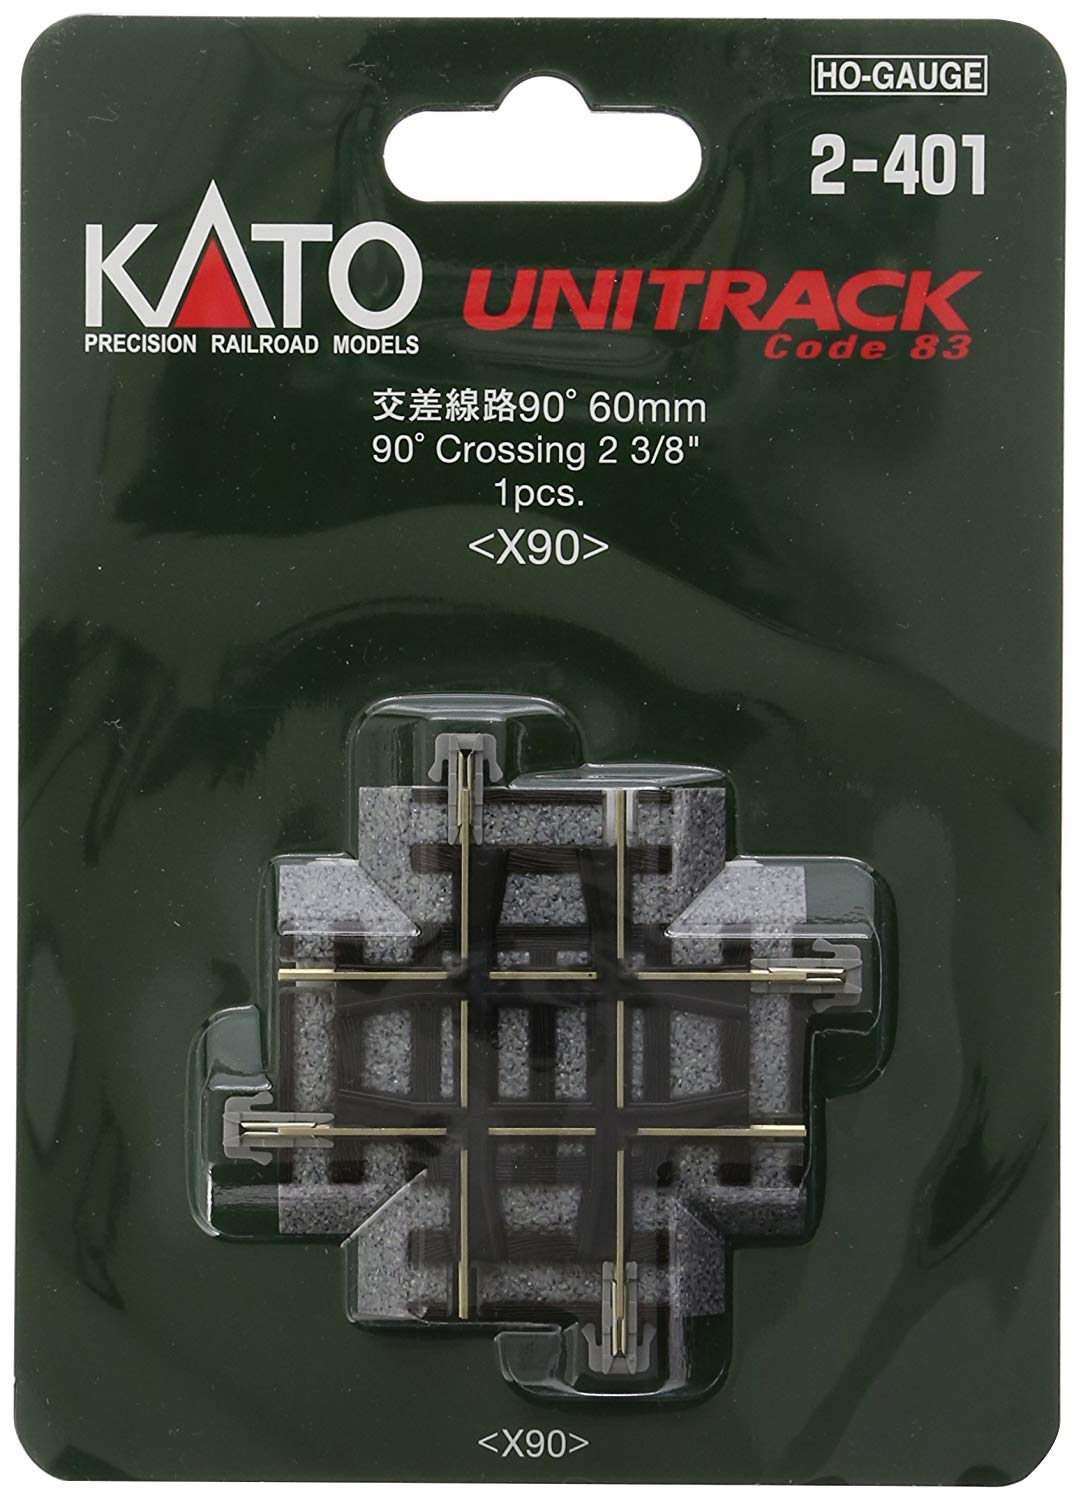 HO-GAUGE
2-401
KATO
PRECISION RAILROAD MODELS
UNITRACK
Code 83
交差線路90° 60mm
90° Crossing 2 3/8"
1pcs.
<X90>
<X90>